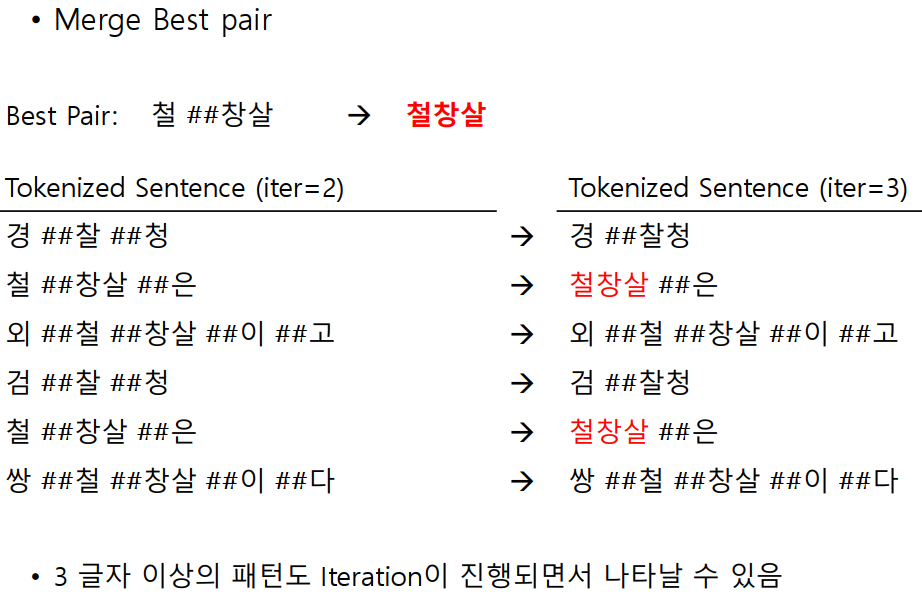 • Merge Best pair
Best Pair: 철 ##창살 → 철창살
Tokenized Sentence (iter=2) Tokenized Sentence (iter=3)
경 ##찰 ##청 → 경 ##찰청
철 ##창살 ##은 → 철창살 ##은
외 ##철 ##창살 ##이 ##고 → 외 ##철 ##창살 ##이 ##고
검 ##찰 ##청 → 검 ##찰청
철 ##창살 ##은 → 철창살 ##은
쌍 ##철 ##창살 ##이 ##다 → 쌍 ##철 ##창살 ##이 ##다
• 3 글자 이상의 패턴도 Iteration이 진행되면서 나타날 수 있음